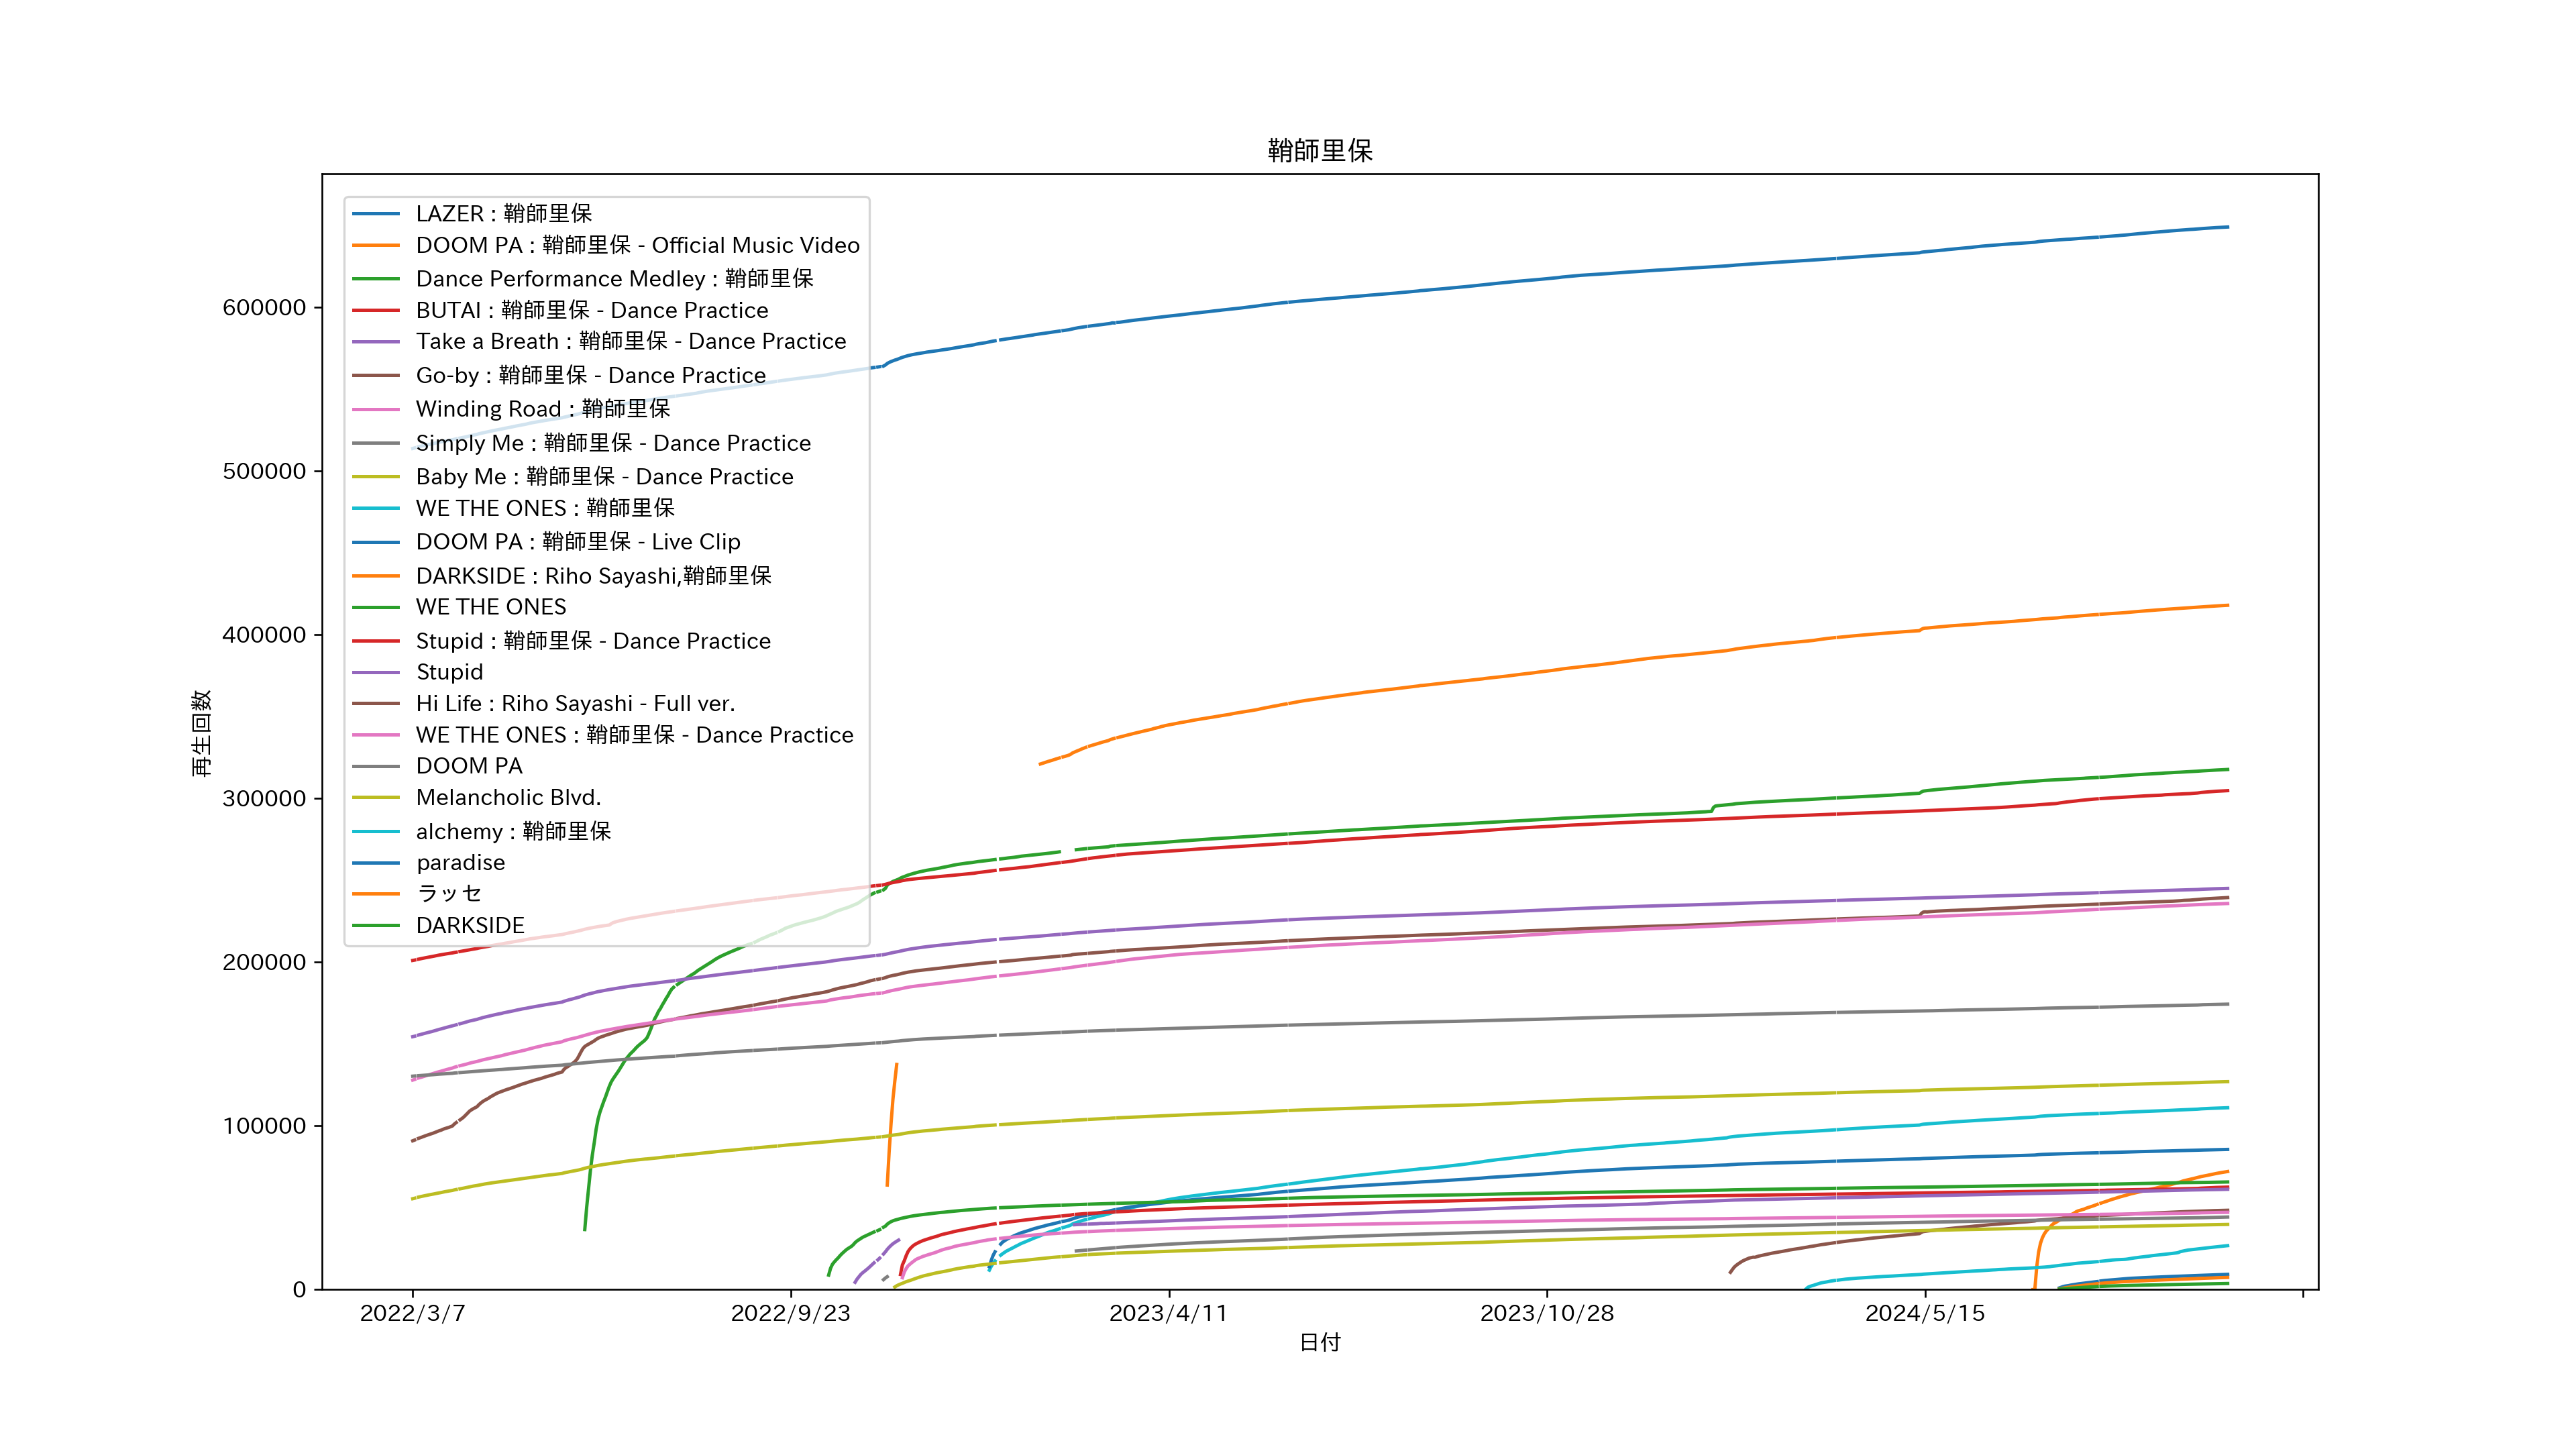 鞘師里保
LAZER : 鞘師里保
DOOM PA : 鞘師里保 - Official Music Video
Dance Performance Medley : 鞘師里保
BUTAI : 鞘師里保 - Dance Practice
Take a Breath : 鞘師里保 - Dance Practice
Go-by : 鞘師里保 - Dance Practice
Winding Road : 鞘師里保
Simply Me : 鞘師里保 - Dance Practice
Baby Me : 鞘師里保 - Dance Practice
WE THE ONES : 鞘師里保
DOOM PA : 鞘師里保 - Live Clip
DARKSIDE : Riho Sayashi,鞘師里保
WE THE ONES
Stupid : 鞘師里保 - Dance Practice
Stupid
Hi Life : Riho Sayashi - Full ver.
WE THE ONES : 鞘師里保 - Dance Practice
DOOM PA
Melancholic Blvd.
alchemy : 鞘師里保
paradise
ラッセ
DARKSIDE
再生回数
600000
500000
400000
300000
200000
100000
0
2022/3/7
2022/9/23
2023/4/11
2023/10/28
2024/5/15
日付